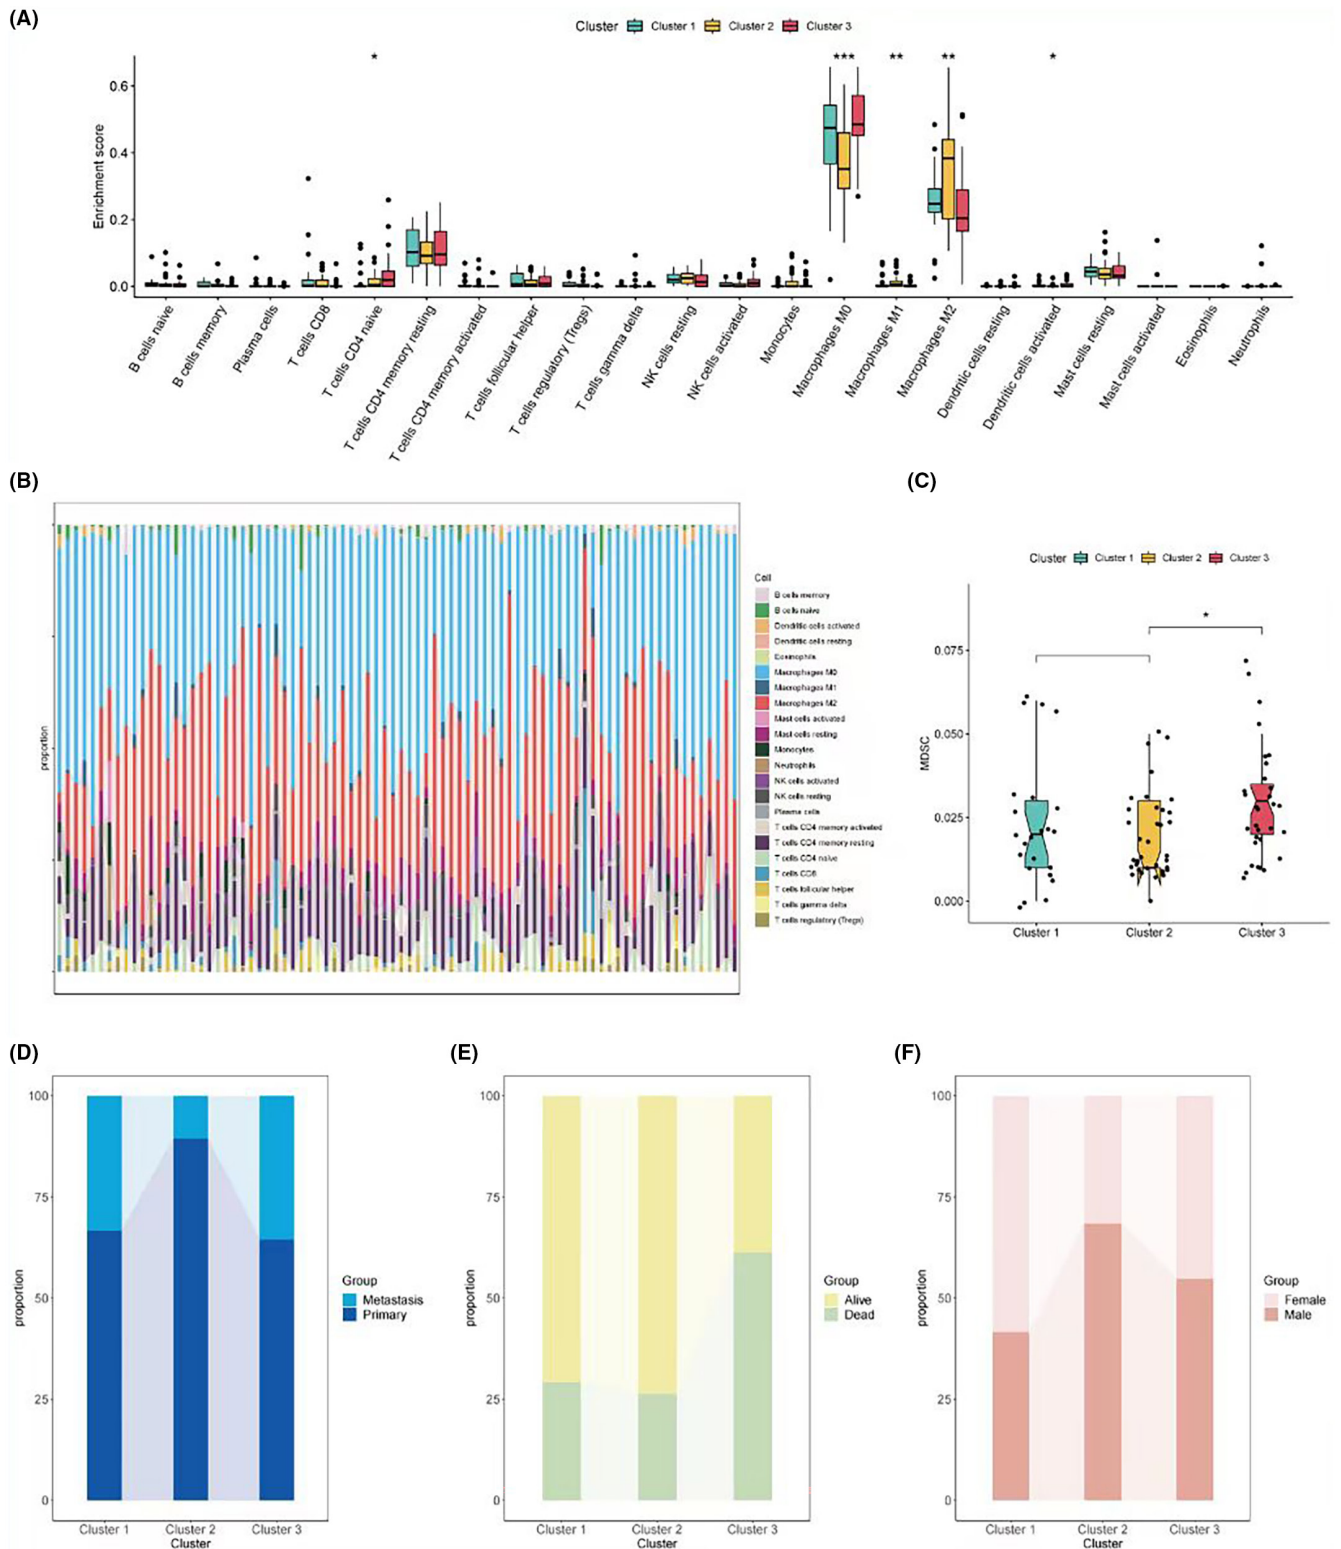 (A)
Cluster Cluster 1 Cluster 2 Cluster 3
* *** ** ** *
Enrichment score
0.6
0.4
0.2
0.0
B cells naive
B cells memory
Plasma cells
T cells CD8
T cells CD4 naive
T cells CD4 memory resting
T cells CD4 memory activated
T cells follicular helper
T cells regulatory (Tregs)
T cells gamma delta
NK cells resting
NK cells activated
Monocytes
Macrophages M0
Macrophages M1
Macrophages M2
Dendritic cells resting
Dendritic cells activated
Mast cells resting
Mast cells activated
Eosinophils
Neutrophils
(B)
proportion
Cell
B cells memory
B cells naive
Dendritic cells activated
Dendritic cells resting
Eosinophils
Macrophages M0
Macrophages M1
Macrophages M2
Mast cells activated
Mast cells resting
Monocytes
Neutrophils
NK cells activated
NK cells resting
Plasma cells
T cells CD4 memory activated
T cells CD4 memory resting
T cells CD4 naive
T cells CD8
T cells follicular helper
T cells gamma delta
T cells regulatory (Tregs)
(C)
Cluster Cluster 1 Cluster 2 Cluster 3
*
MDSC
0.075
0.050
0.025
0.000
Cluster 1 Cluster 2 Cluster 3
(D)
proportion
100
75
50
25
0
Cluster 1 Cluster 2 Cluster 3
Cluster
Group
Metastasis
Primary
(E)
proportion
100
75
50
25
0
Cluster 1 Cluster 2 Cluster 3
Cluster
Group
Alive
Dead
(F)
proportion
100
75
50
25
0
Cluster 1 Cluster 2 Cluster 3
Cluster
Group
Female
Male